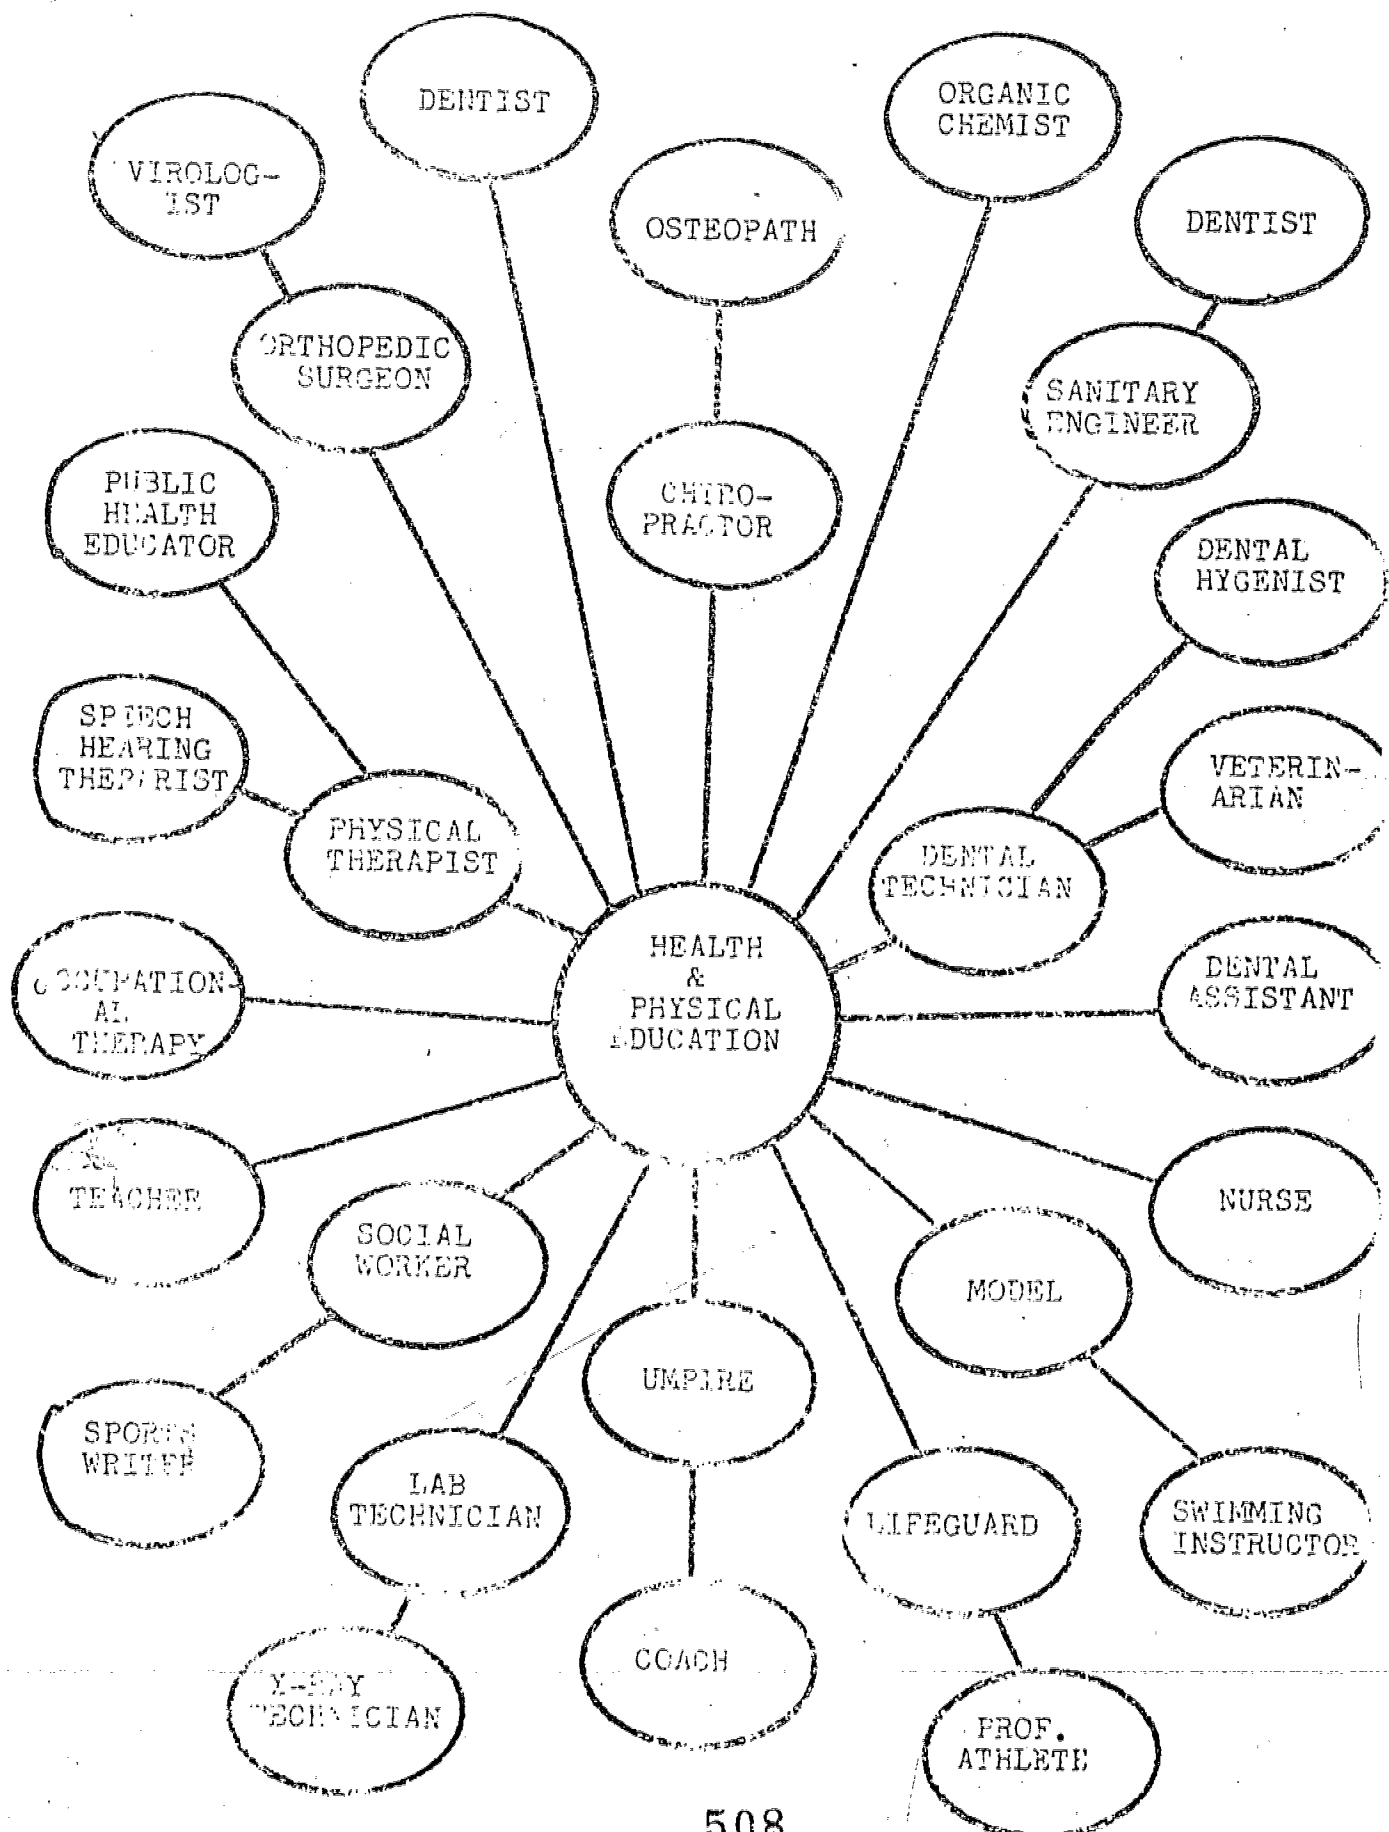 DENTIST
ORGANIC
CHEMIST
VIROLOG-
IST
OSTEOPATH
DENTIST
ORTHOPEDIC
SURGEON
SANITARY
ENGINEER
PUBLIC
HEALTH
EDUCATOR
CHIRO-
PRACTOR
DENTAL
HYGENIST
SPEECH
HEARING
THEPARIST
VETERIN-
ARIAN
PHYSICAL
THERAPIST
DENTAL
TECHNICIAN
HEALTH
&
PHYSICAL
EDUCATION
OCCUPATION-
AL
THERAPY
DENTAL
ASSISTANT
TEACHER
NURSE
SOCIAL
WORKER
MODEL
UMPIRE
SPORTS
WRITER
LAB
TECHNICIAN
LIFEGUARD
SWIMMING
INSTRUCTOR
COACH
X-RAY
TECHNICIAN
PROF.
ATHLETE
508